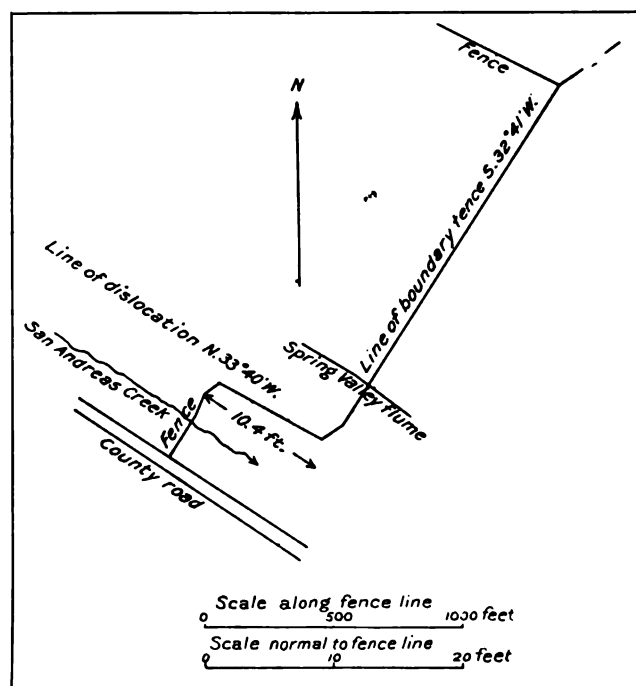 Fence
N
Line of boundary fence S.32°41'W.
Line of dislocation N.33°40'W.
San Andreas Creek
Spring Valley flume
Fence
10.4 ft.
County road
Scale along fence line
0 500 1000 feet
Scale normal to fence line
0 10 20 feet